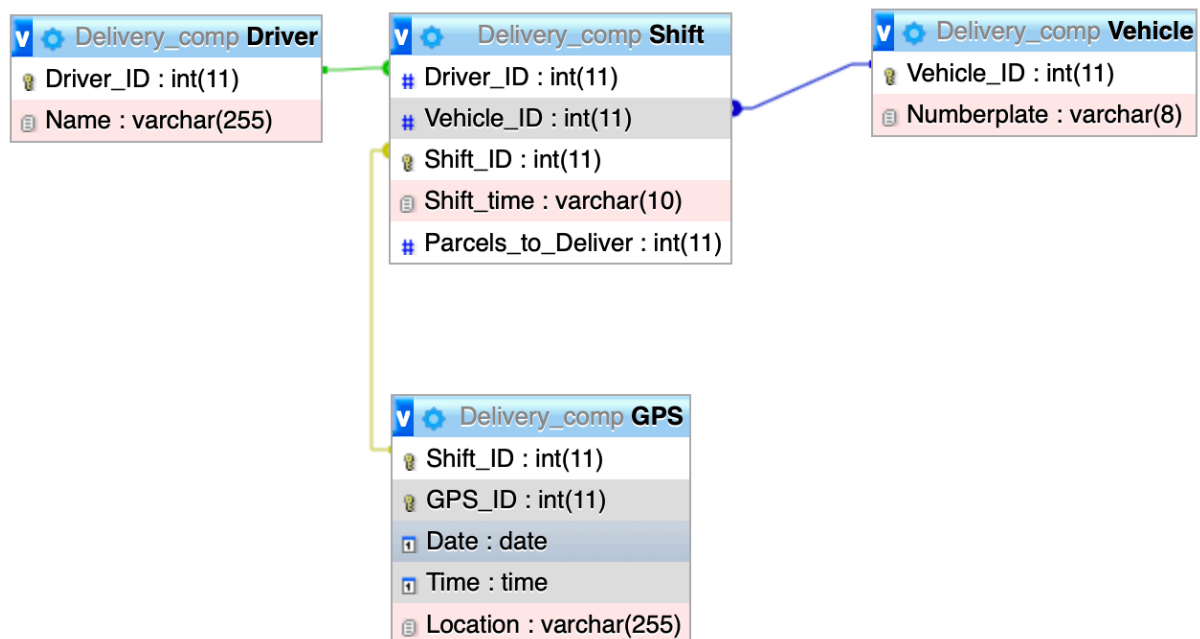 v Delivery_comp Driver
Driver_ID : int(11)
Name : varchar(255)
v Delivery_comp Shift
# Driver_ID : int(11)
# Vehicle_ID : int(11)
Shift_ID : int(11)
Shift_time : varchar(10)
# Parcels_to_Deliver : int(11)
v Delivery_comp Vehicle
Vehicle_ID : int(11)
Numberplate : varchar(8)
v Delivery_comp GPS
Shift_ID : int(11)
GPS_ID : int(11)
Date : date
Time : time
Location : varchar(255)